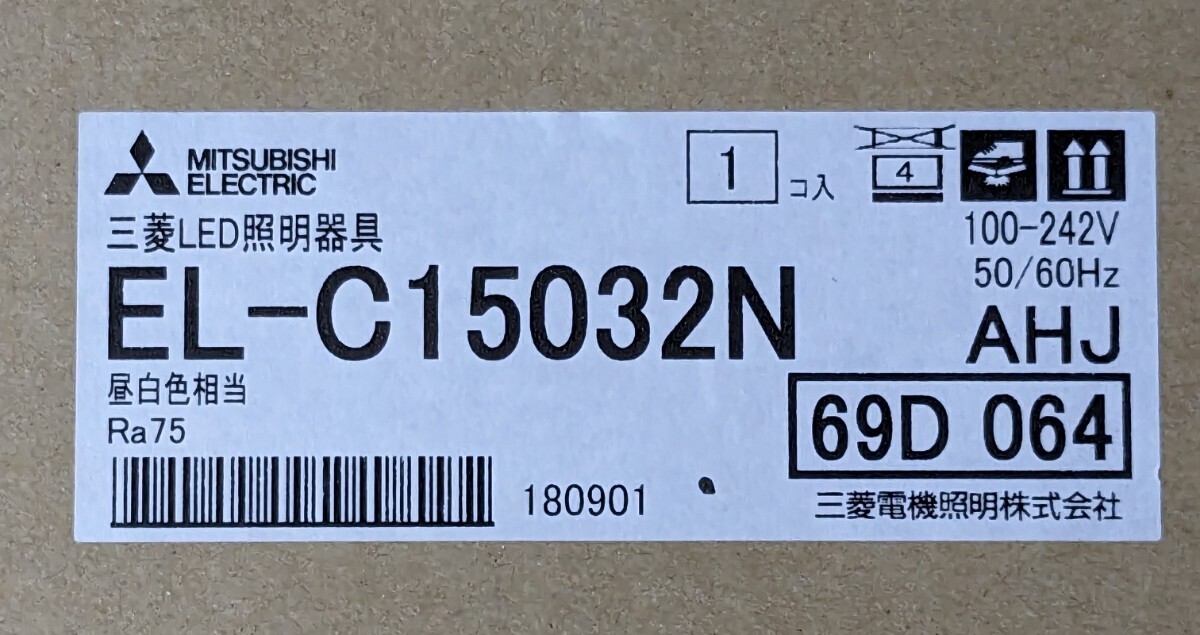 MITSUBISHI
ELECTRIC
1
コ入
4
三菱LED照明器具
100-242V
50/60Hz
EL-C15032N
AHJ
昼白色相当
Ra75
69D 064
180901
三菱電機照明株式会社